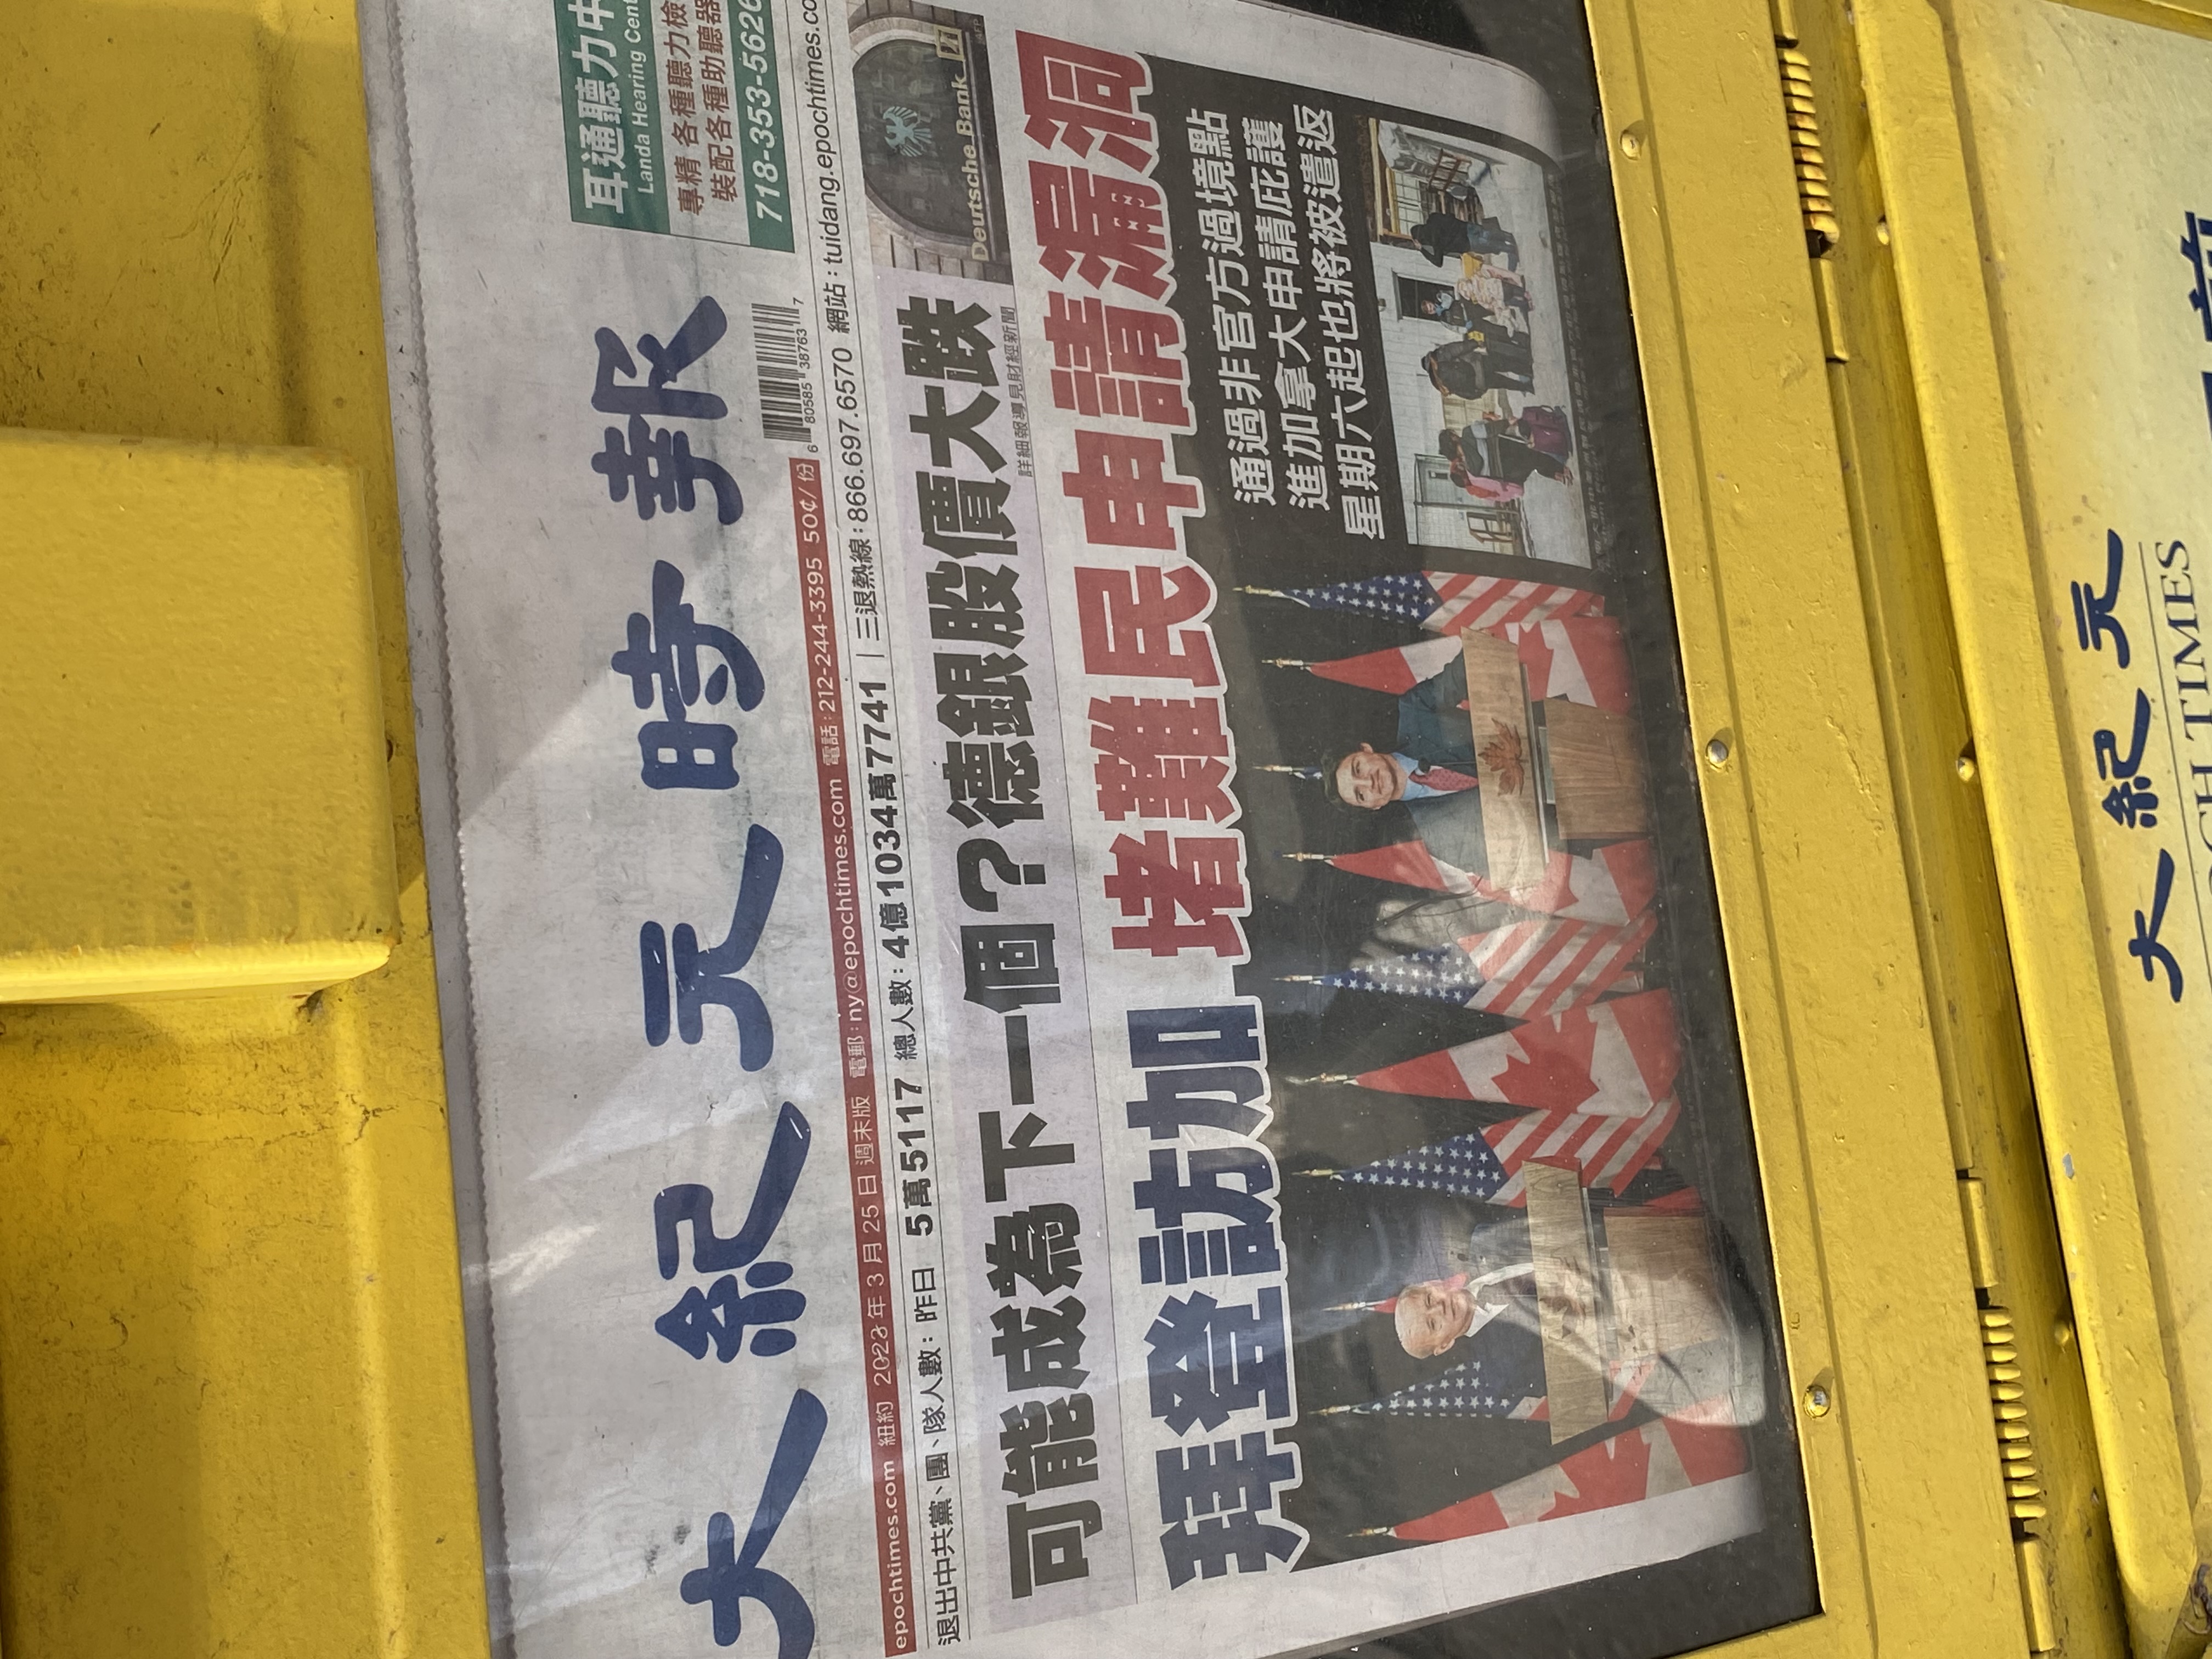 大紀元時報
耳通聽力中
Landa Hearing Cent
專精 各種聽力檢
裝配各種助聽器
718-353-5626
6 80585 38763 7
epochtimes.com 紐約 2023年3月25日 週末版 電郵:ny@epochtimes.com 電話:212-244-3395 50¢/份
退出中共黨、團、隊人數: 昨日 5萬5117 總人數: 4億1034萬7741 | 三退熱線:866.697.6570 網站:tuidang.epochtimes.co
可能成為下一個?德銀股價大跌
詳細報導見財經新聞
Deutsche Bank
AFP
拜登訪加 堵難民申請漏洞
通過非官方過境點
進加拿大申請庇護
星期六起也將被遣返
大紀元
OCH TIMES